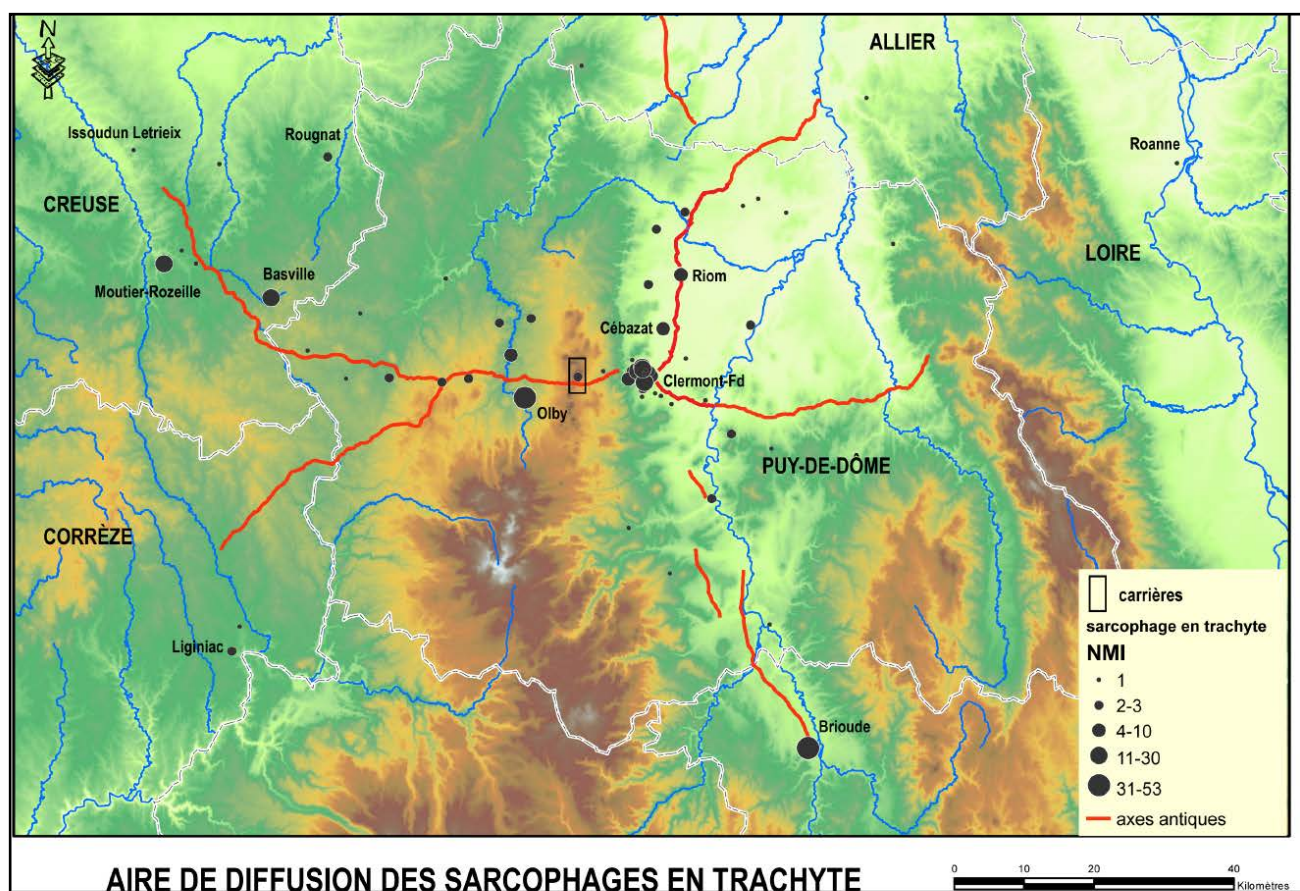 N
ALLIER
Issoudun Letrieix
Rougnat
Roanne
CREUSE
LOIRE
Moutier-Rozeille
Basville
Riom
Cébazat
Clermont-Fd
Olby
PUY-DE-DÔME
CORRÈZE
Liginiac
Brioude
carrières
sarcophage en trachyte
NMI
1
2-3
4-10
11-30
31-53
axes antiques
AIRE DE DIFFUSION DES SARCOPHAGES EN TRACHYTE
0 10 20 40
Kilomètres